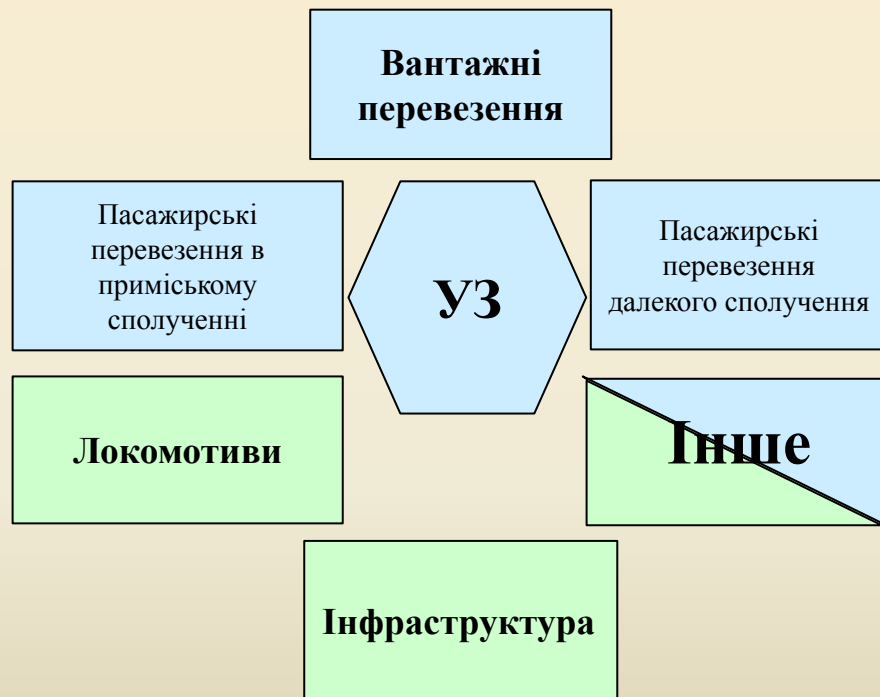 Вантажні
перевезення
Пасажирські
перевезення в
приміському
сполученні
УЗ
Пасажирські
перевезення
далекого сполучення
Локомотиви
Інше
Інфраструктура